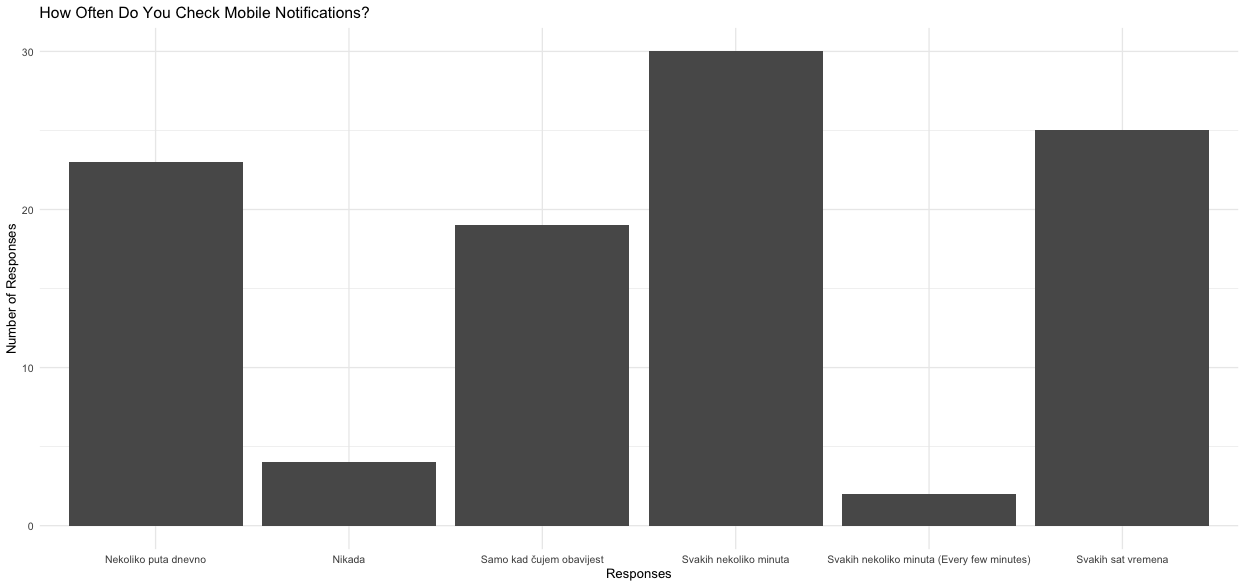 How Often Do You Check Mobile Notifications?
Number of Responses
30
20
10
0
Nekoliko puta dnevno
Nikada
Samo kad čujem obavijest
Svakih nekoliko minuta
Svakih nekoliko minuta (Every few minutes)
Svakih sat vremena
Responses